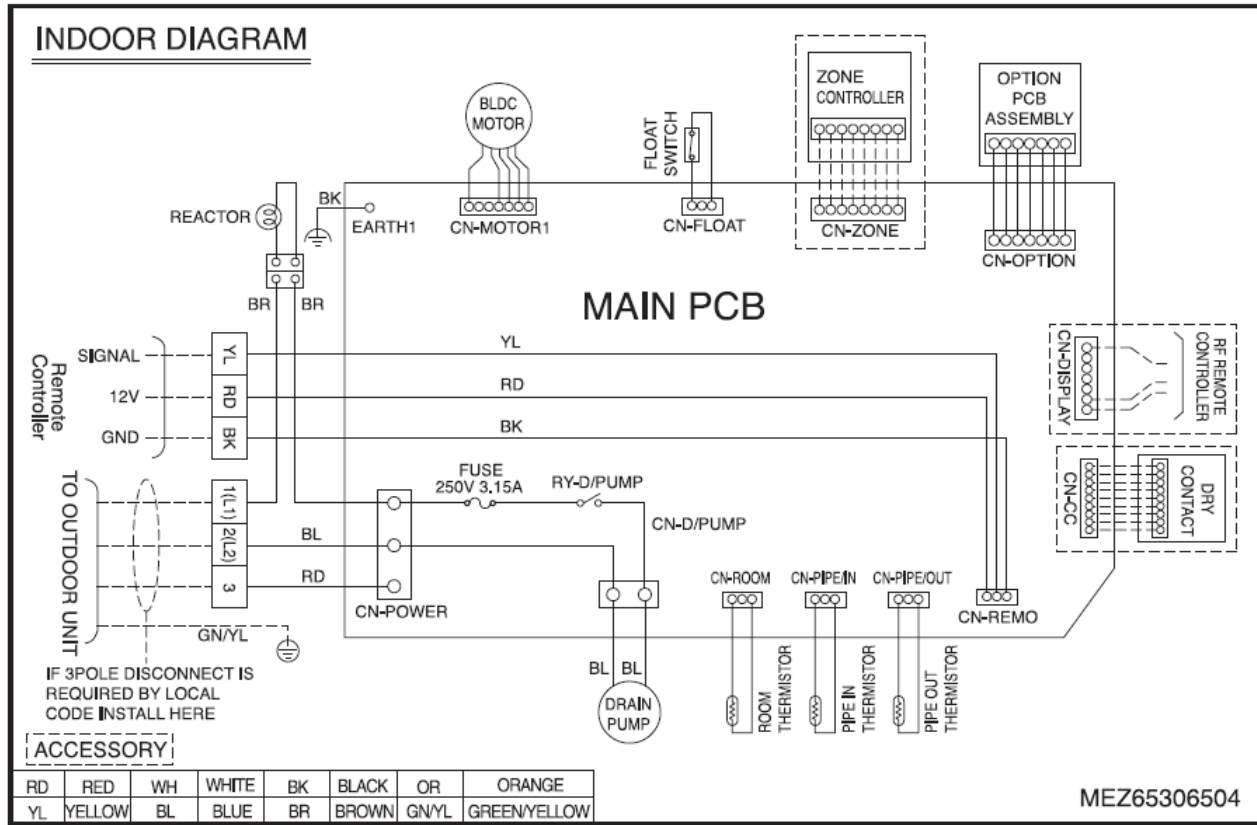 INDOOR DIAGRAM
BLDC
MOTOR
FLOAT
SWITCH
ZONE
CONTROLLER
OPTION
PCB
ASSEMBLY
REACTOR
BK
EARTH1
CN-MOTOR1
CN-FLOAT
CN-ZONE
CN-OPTION
BR
BR
MAIN PCB
Remote
Controller
SIGNAL
YL
YL
12V
RD
RD
GND
BK
BK
CN-DISPLAY
RF REMOTE
CONTROLLER
TO OUTDOOR UNIT
1(L1)
2(L2)
3
BL
RD
GN/YL
CN-POWER
FUSE
250V 3.15A
RY-D/PUMP
CN-D/PUMP
CN-CC
DRY
CONTACT
CN-ROOM
CN-PIPE/IN
CN-PIPE/OUT
CN-REMO
BL
BL
DRAIN
PUMP
ROOM
THERMISTOR
PIPE IN
THERMISTOR
PIPE OUT
THERMISTOR
IF 3POLE DISCONNECT IS
REQUIRED BY LOCAL
CODE INSTALL HERE
ACCESSORY
RD RED WH WHITE BK BLACK OR ORANGE
YL YELLOW BL BLUE BR BROWN GN/YL GREEN/YELLOW
MEZ65306504